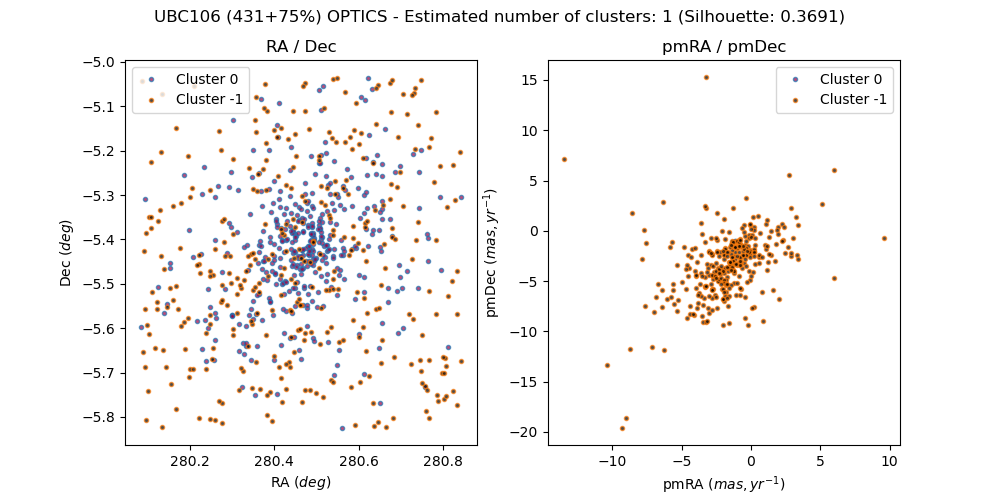 UBC106 (431+75%) OPTICS - Estimated number of clusters: 1 (Silhouette: 0.3691)
RA / Dec
Cluster 0
Cluster -1
−5.0
−5.1
−5.2
−5.3
−5.4
−5.5
−5.6
−5.7
−5.8
Dec (deg)
280.2 280.4 280.6 280.8
RA (deg)
pmRA / pmDec
Cluster 0
Cluster -1
15
10
5
0
−5
−10
−15
−20
pmDec (mas, yr⁻¹)
−10 −5 0 5 10
pmRA (mas, yr⁻¹)